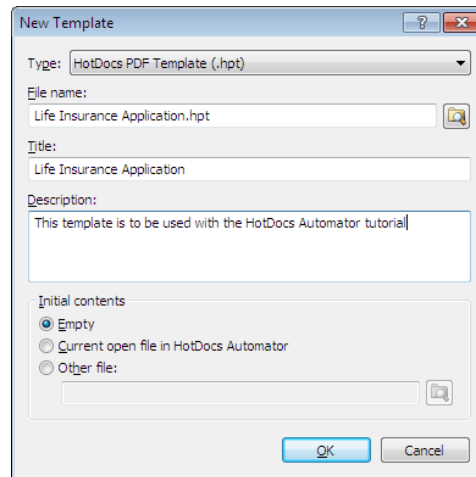 New Template
?
Type: HotDocs PDF Template (.hpt)
File name:
Life Insurance Application.hpt
Title:
Life Insurance Application
Description:
This template is to be used with the HotDocs Automator tutorial
Initial contents
Empty
Current open file in HotDocs Automator
Other file:
OK Cancel